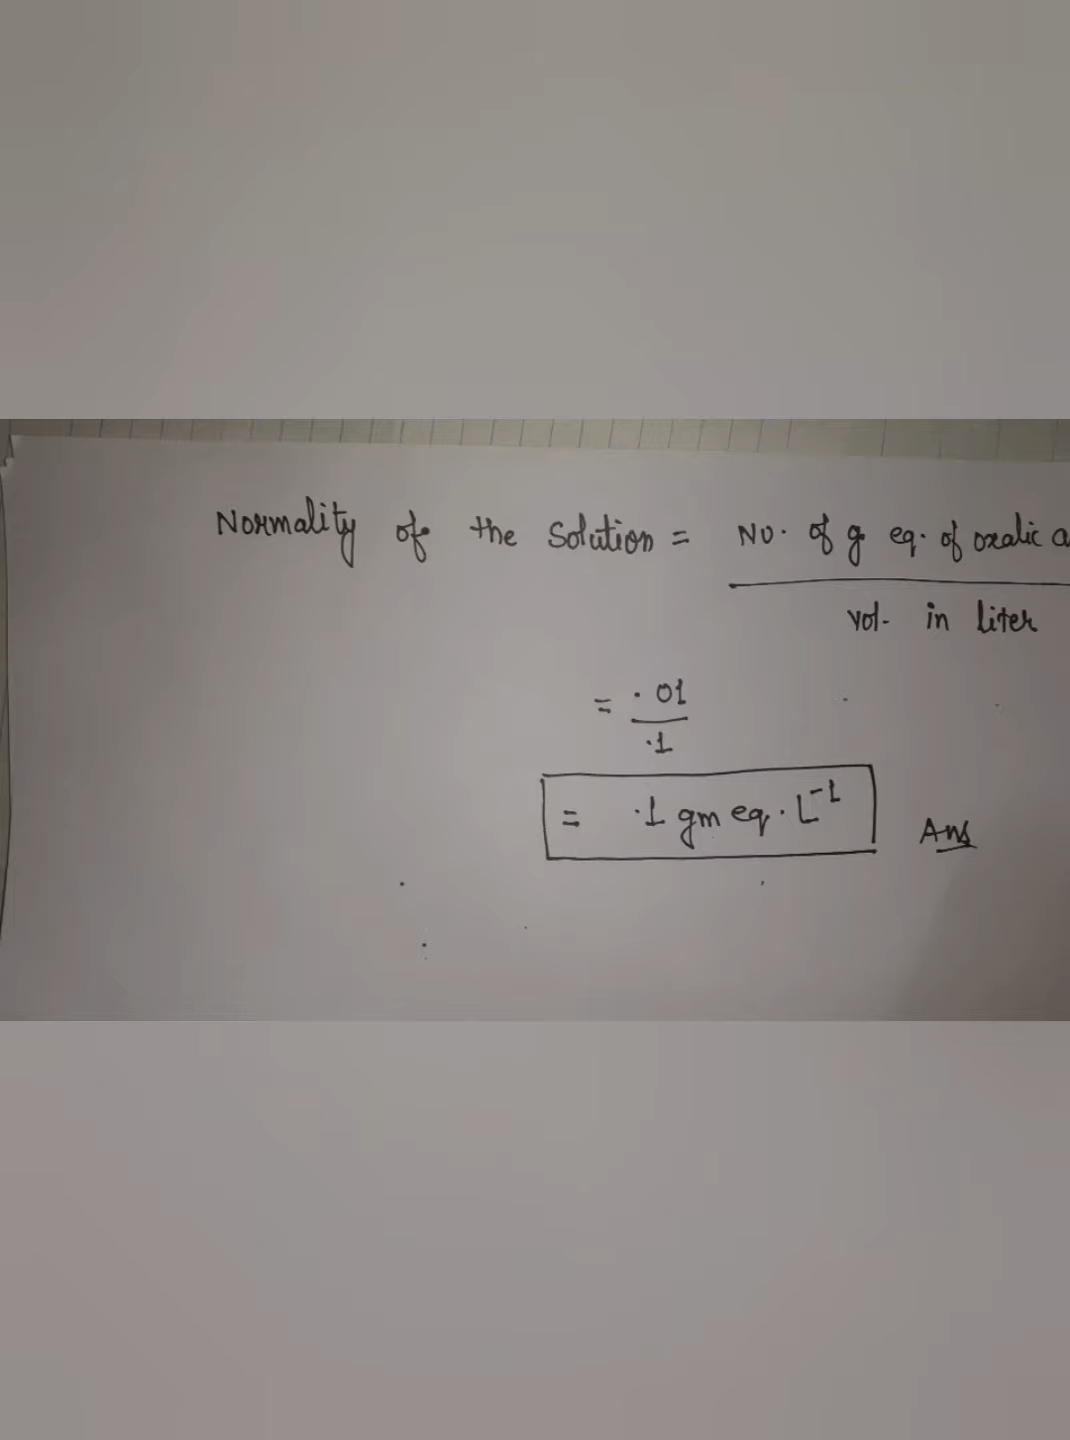 Normality of the Solution = No. of g eq. of oxalic a
vol. in liter
= .01
.1
= .1 gm eq. L⁻¹
Ans